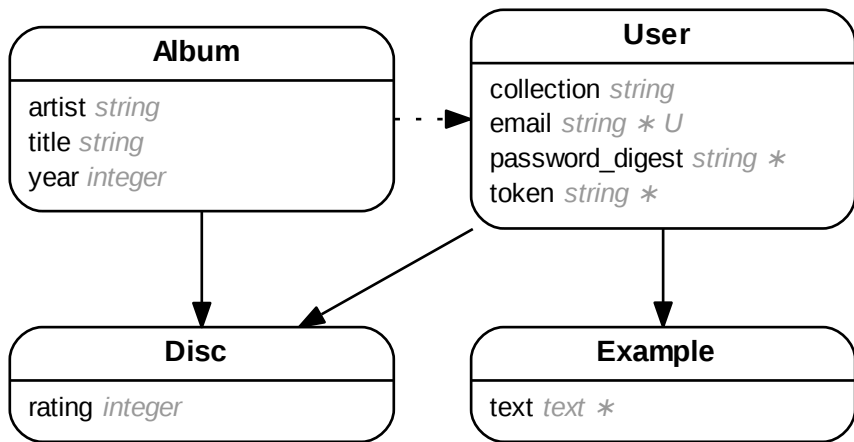 Album
artist string
title string
year integer
User
collection string
email string ∗ U
password_digest string ∗
token string ∗
Disc
rating integer
Example
text text ∗